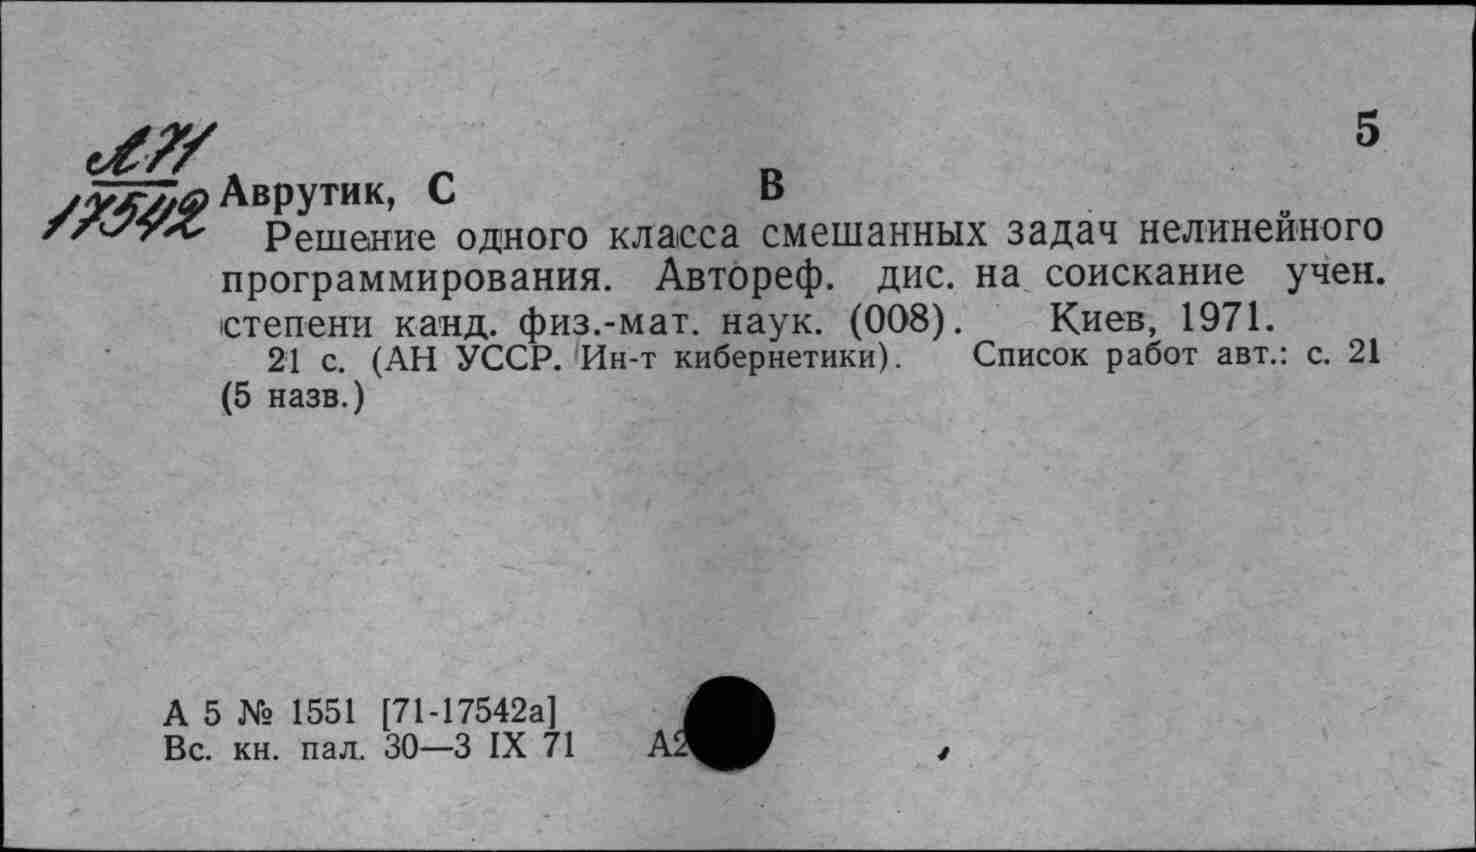 5
А71
17542
Аврутик, С В
Решение одного класса смешанных задач нелинейного
программирования. Автореф. дис. на соискание учен.
степени канд. физ.-мат. наук. (008). Киев, 1971.
21 с. (АН УССР. Ин-т кибернетики). Список работ авт.: с. 21
(5 назв.)
А 5 № 1551 [71-17542а]
Вс. кн. пал. 30—3 IX 71 А2